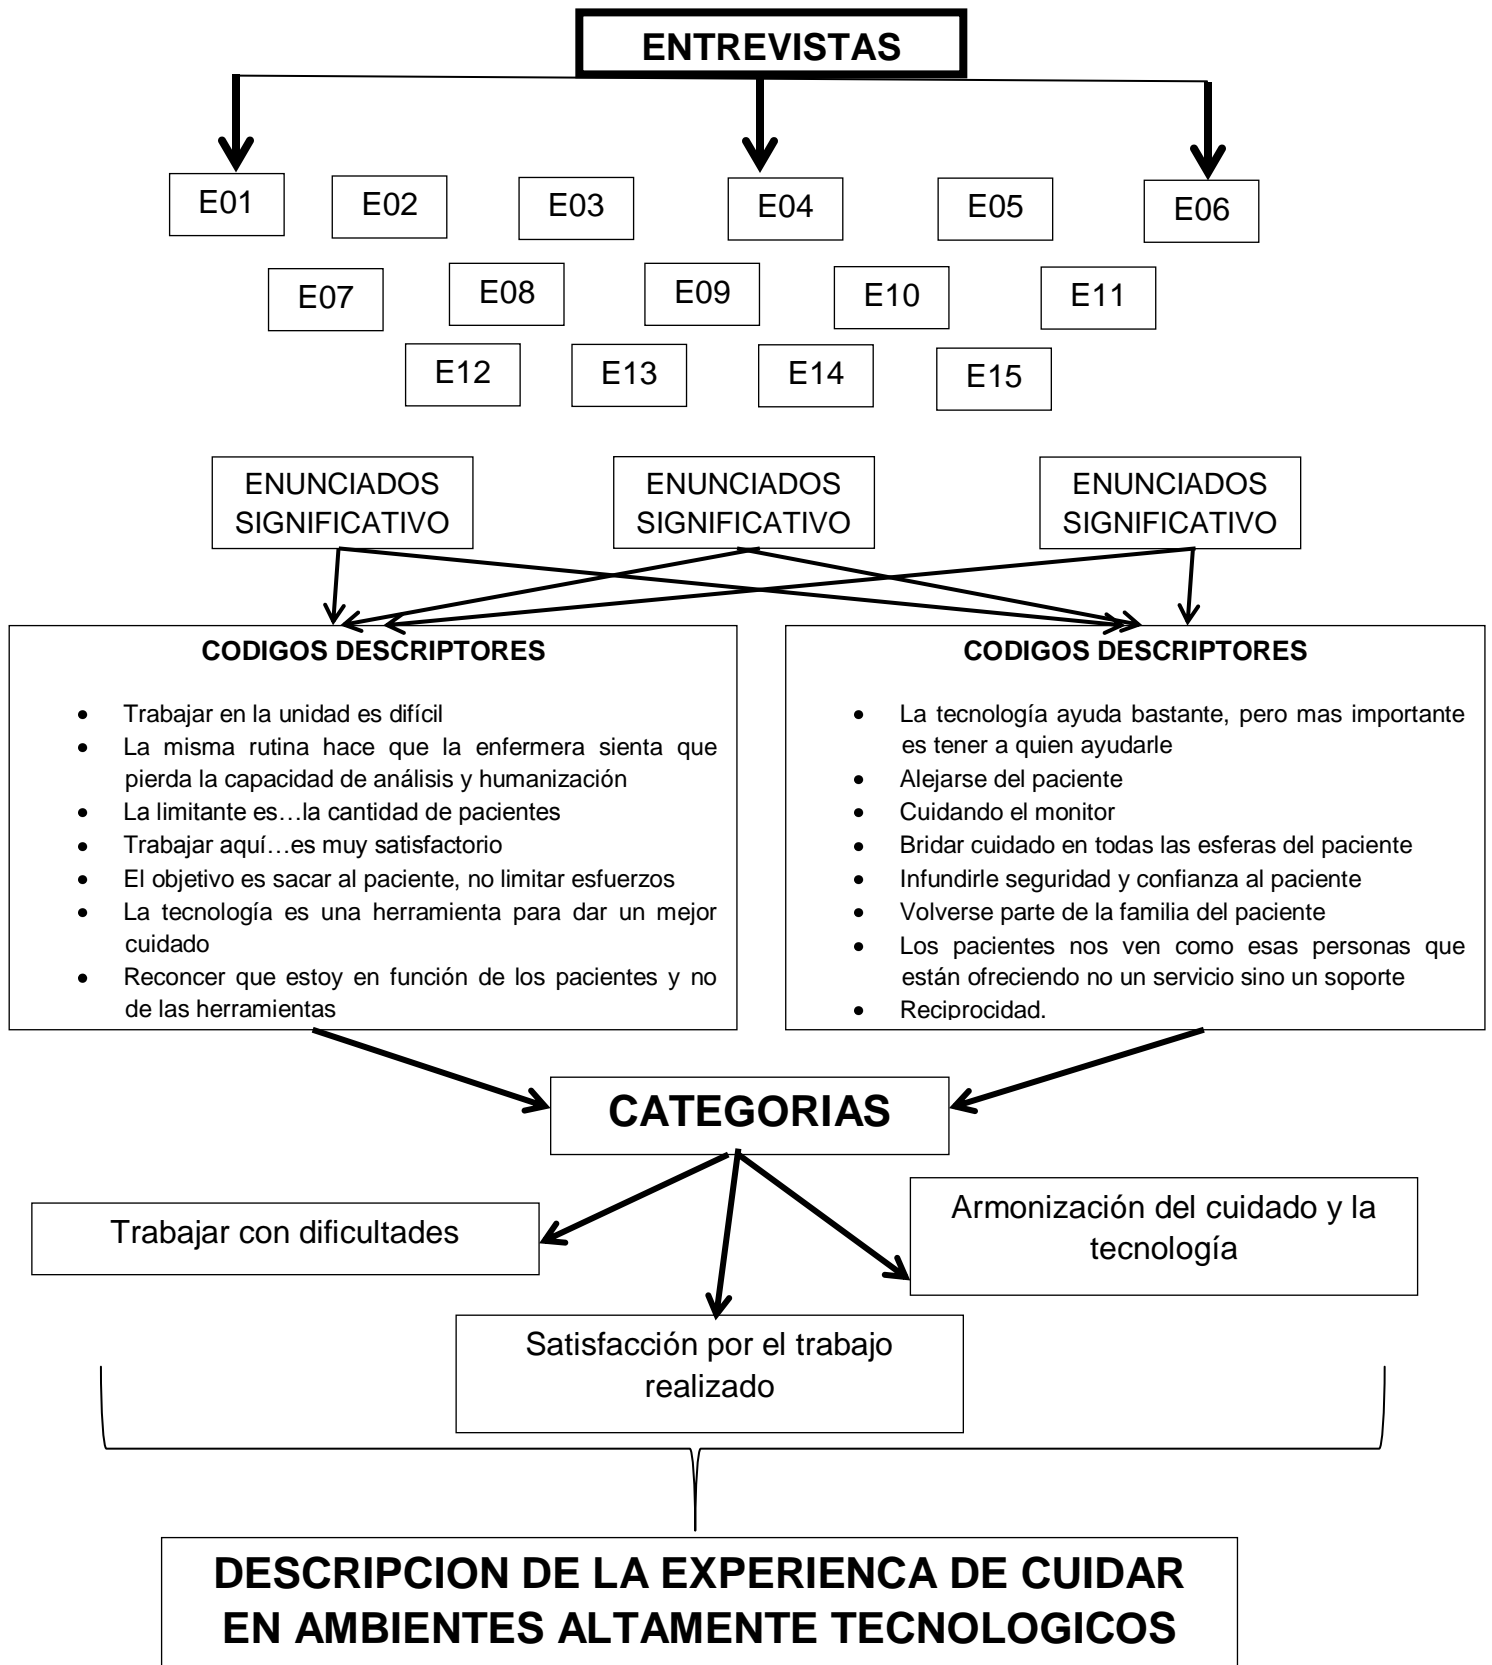 ENTREVISTAS
E01 E02 E03 E04 E05 E06
E07 E08 E09 E10 E11
E12 E13 E14 E15
ENUNCIADOS
SIGNIFICATIVO
ENUNCIADOS
SIGNIFICATIVO
ENUNCIADOS
SIGNIFICATIVO
CODIGOS DESCRIPTORES
• Trabajar en la unidad es difícil
• La misma rutina hace que la enfermera sienta que
pierda la capacidad de análisis y humanización
• La limitante es…la cantidad de pacientes
• Trabajar aquí…es muy satisfactorio
• El objetivo es sacar al paciente, no limitar esfuerzos
• La tecnología es una herramienta para dar un mejor
cuidado
• Reconcer que estoy en función de los pacientes y no
de las herramientas
CODIGOS DESCRIPTORES
• La tecnología ayuda bastante, pero mas importante
es tener a quien ayudarle
• Alejarse del paciente
• Cuidando el monitor
• Bridar cuidado en todas las esferas del paciente
• Infundirle seguridad y confianza al paciente
• Volverse parte de la familia del paciente
• Los pacientes nos ven como esas personas que
están ofreciendo no un servicio sino un soporte
• Reciprocidad.
CATEGORIAS
Trabajar con dificultades
Armonización del cuidado y la
tecnología
Satisfacción por el trabajo
realizado
DESCRIPCION DE LA EXPERIENCA DE CUIDAR
EN AMBIENTES ALTAMENTE TECNOLOGICOS